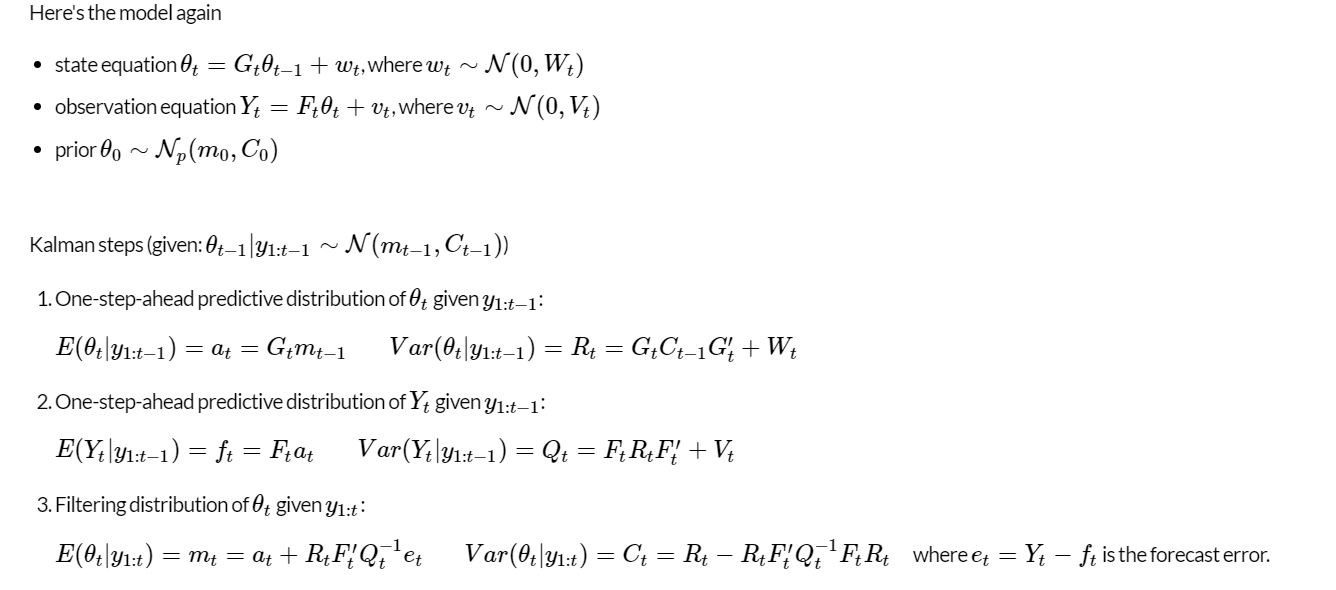 Here's the model again
• state equation θ_t = G_tθ_{t−1} + w_t, where w_t ∼ 𝒩(0, W_t)
• observation equation Y_t = F_tθ_t + v_t, where v_t ∼ 𝒩(0, V_t)
• prior θ_0 ∼ 𝒩_p(m_0, C_0)
Kalman steps (given: θ_{t−1}|y_{1:t−1} ∼ 𝒩(m_{t−1}, C_{t−1}))
1. One-step-ahead predictive distribution of θ_t given y_{1:t−1}:
E(θ_t|y_{1:t−1}) = a_t = G_tm_{t−1} Var(θ_t|y_{1:t−1}) = R_t = G_tC_{t−1}G′_t + W_t
2. One-step-ahead predictive distribution of Y_t given y_{1:t−1}:
E(Y_t|y_{1:t−1}) = f_t = F_ta_t Var(Y_t|y_{1:t−1}) = Q_t = F_tR_tF′_t + V_t
3. Filtering distribution of θ_t given y_{1:t}:
E(θ_t|y_{1:t}) = m_t = a_t + R_tF′_tQ_t^{−1}e_t Var(θ_t|y_{1:t}) = C_t = R_t − R_tF′_tQ_t^{−1}F_tR_t where e_t = Y_t − f_t is the forecast error.